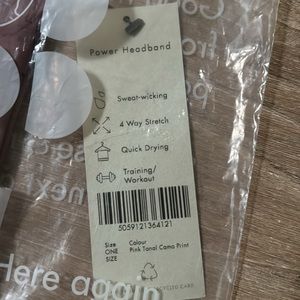 Power Headband
Sweat-wicking
4 Way Stretch
Quick Drying
Training/
Workout
5059121364121
Size
ONE
SIZE
Colour
Pink Tonal Camo Print
Here again